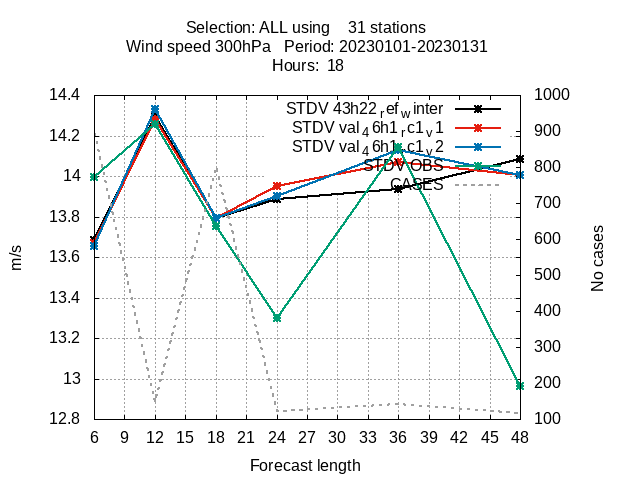 Selection: ALL using 31 stations
Wind speed 300hPa Period: 20230101-20230131
Hours: 18
14.4
14.2
14
13.8
13.6
13.4
13.2
13
12.8
1000
900
800
700
600
500
400
300
200
100
STDV 43h22refwinter
STDV val46h1rc1v1
STDV val46h1rc1v2
STDV OBS
CASES
m/s
No cases
6 9 12 15 18 21 24 27 30 33 36 39 42 45 48
Forecast length